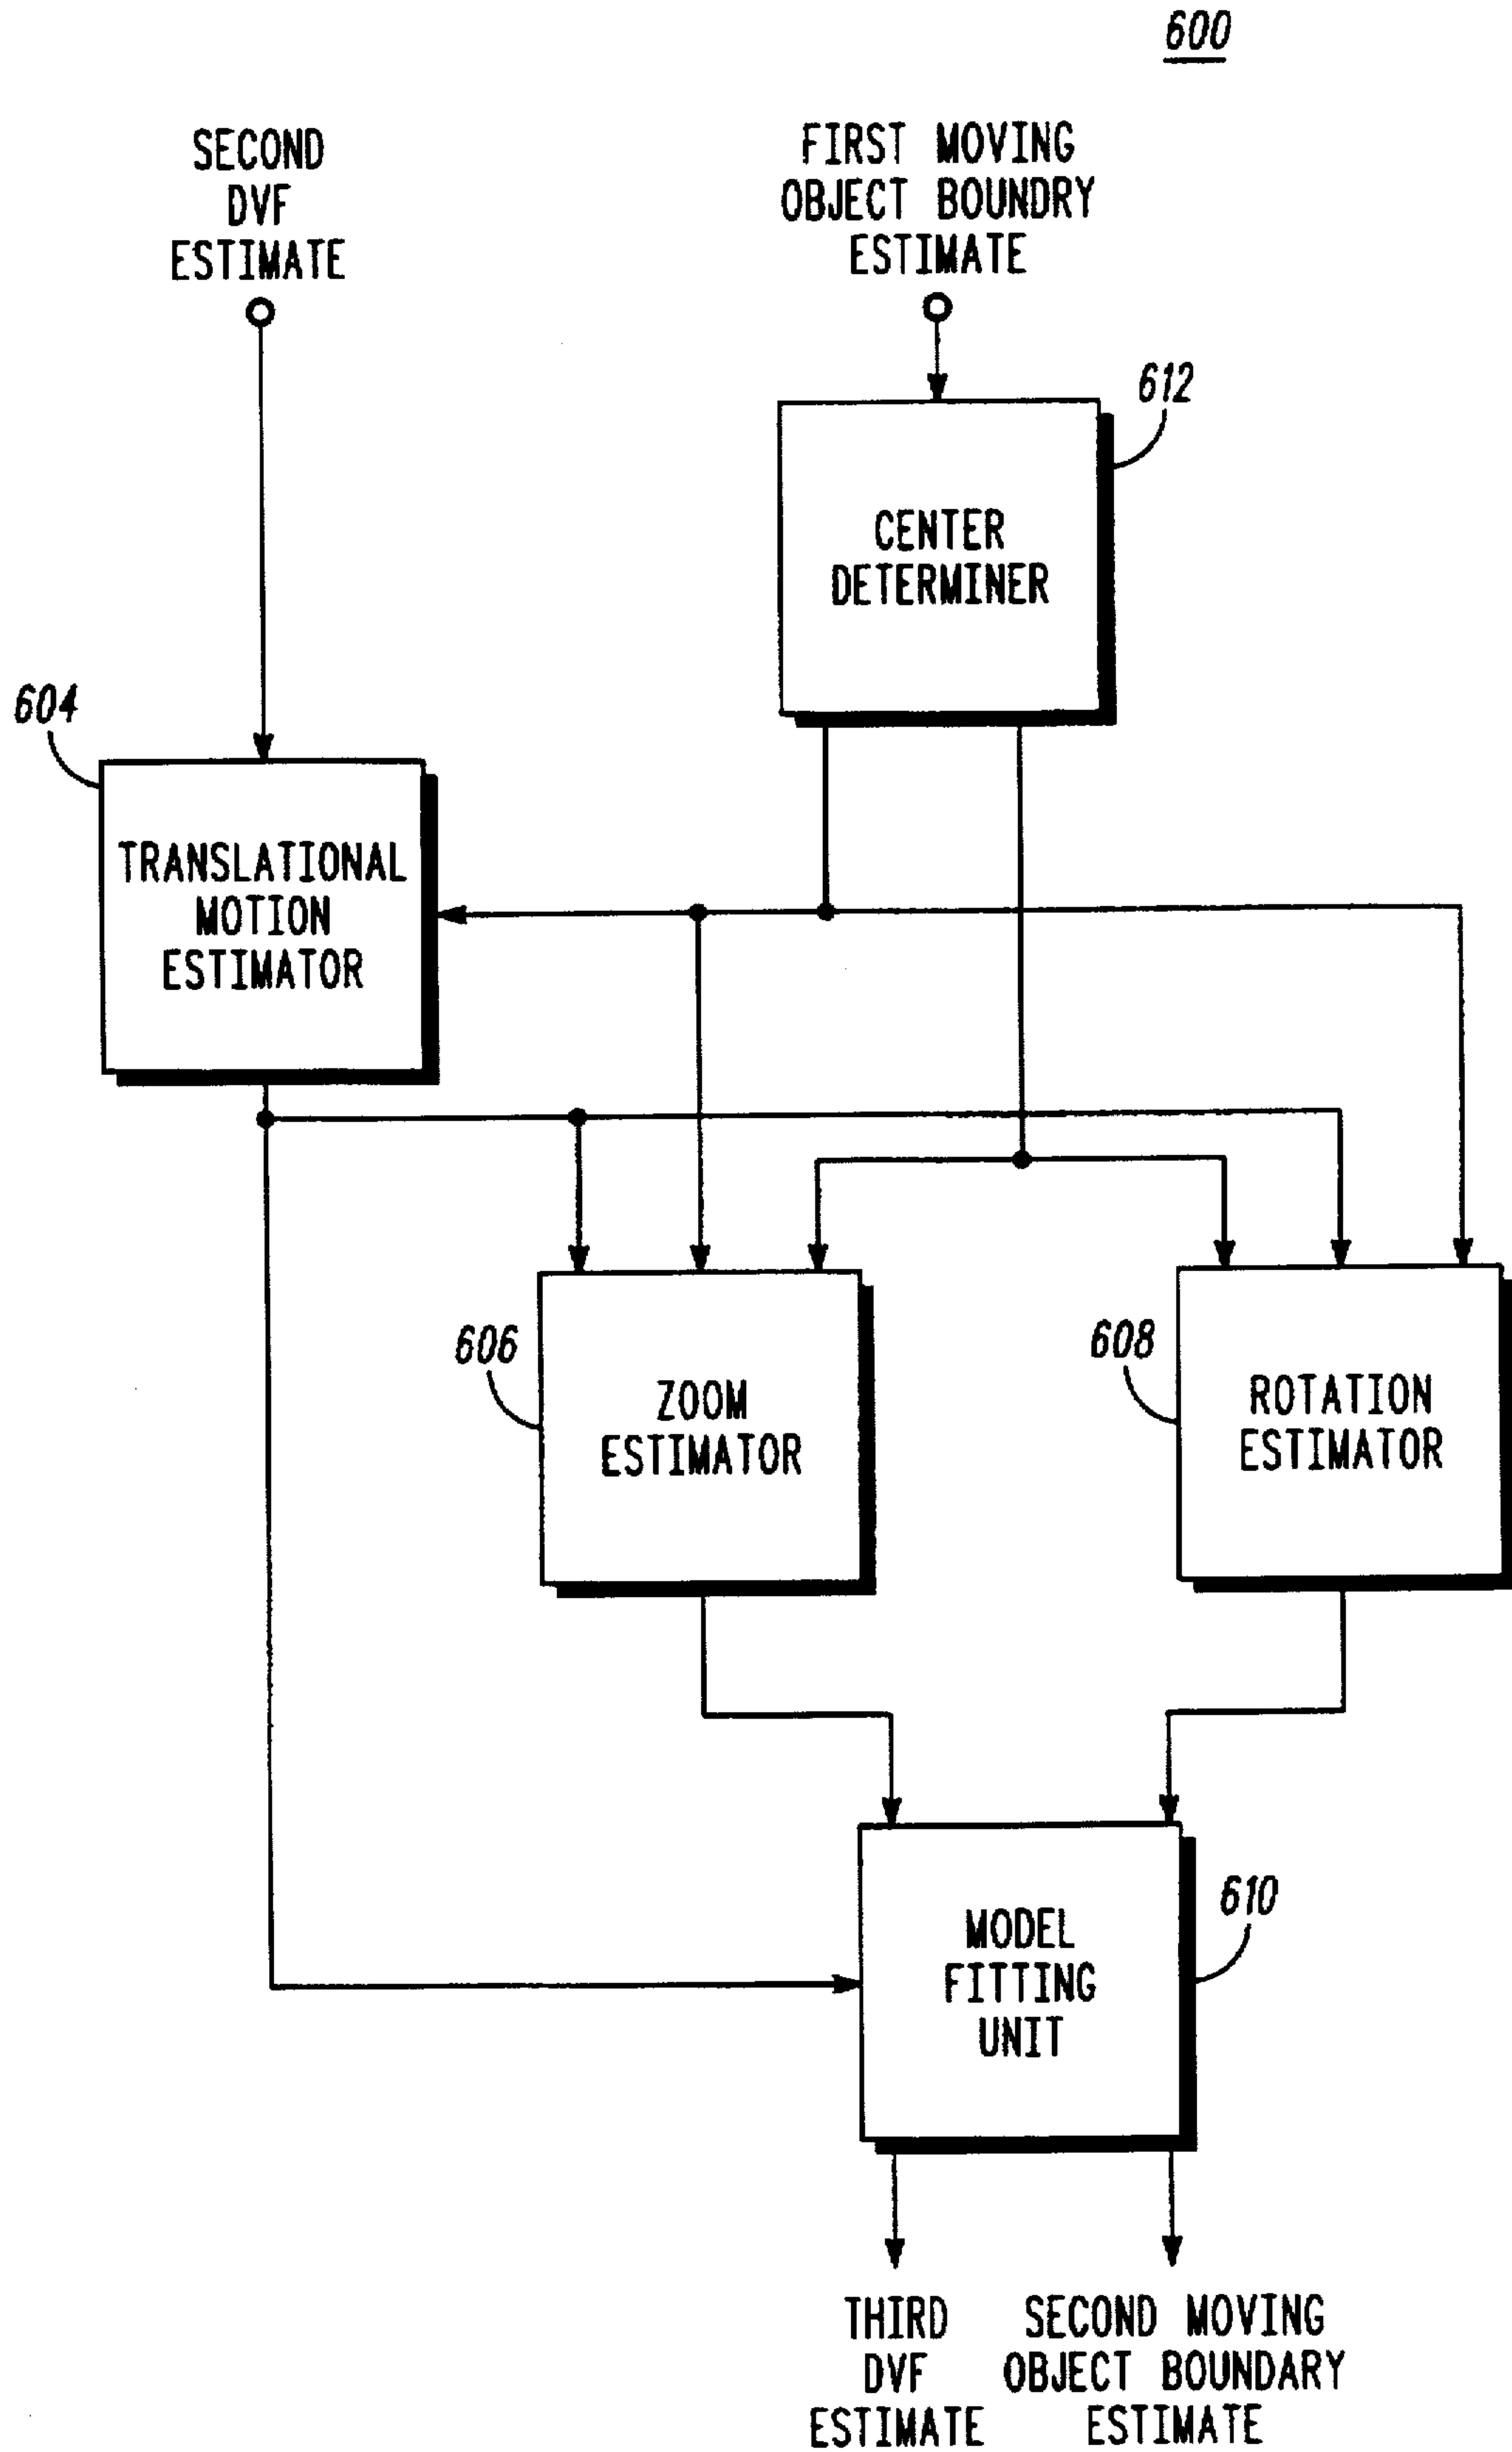 600
SECOND
DVF
ESTIMATE
FIRST MOVING
OBJECT BOUNDRY
ESTIMATE
612
CENTER
DETERMINER
604
TRANSLATIONAL
MOTION
ESTIMATOR
606
ZOOM
ESTIMATOR
608
ROTATION
ESTIMATOR
610
MODEL
FITTING
UNIT
THIRD
DVF
ESTIMATE
SECOND MOVING
OBJECT BOUNDARY
ESTIMATE